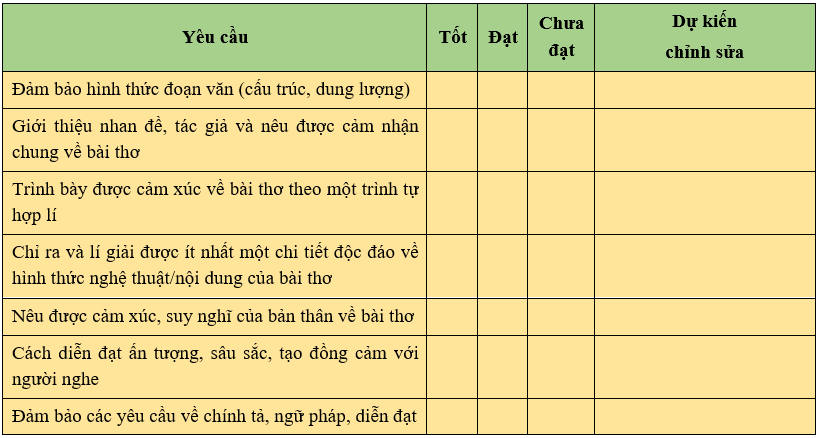 Yêu cầu
Tốt
Đạt
Chưa
đạt
Dự kiến
chỉnh sửa
Đảm bảo hình thức đoạn văn (cấu trúc, dung lượng)
Giới thiệu nhan đề, tác giả và nêu được cảm nhận
chung về bài thơ
Trình bày được cảm xúc về bài thơ theo một trình tự
hợp lí
Chỉ ra và lí giải được ít nhất một chi tiết độc đáo về
hình thức nghệ thuật/nội dung của bài thơ
Nêu được cảm xúc, suy nghĩ của bản thân về bài thơ
Cách diễn đạt ấn tượng, sâu sắc, tạo đồng cảm với
người nghe
Đảm bảo các yêu cầu về chính tả, ngữ pháp, diễn đạt